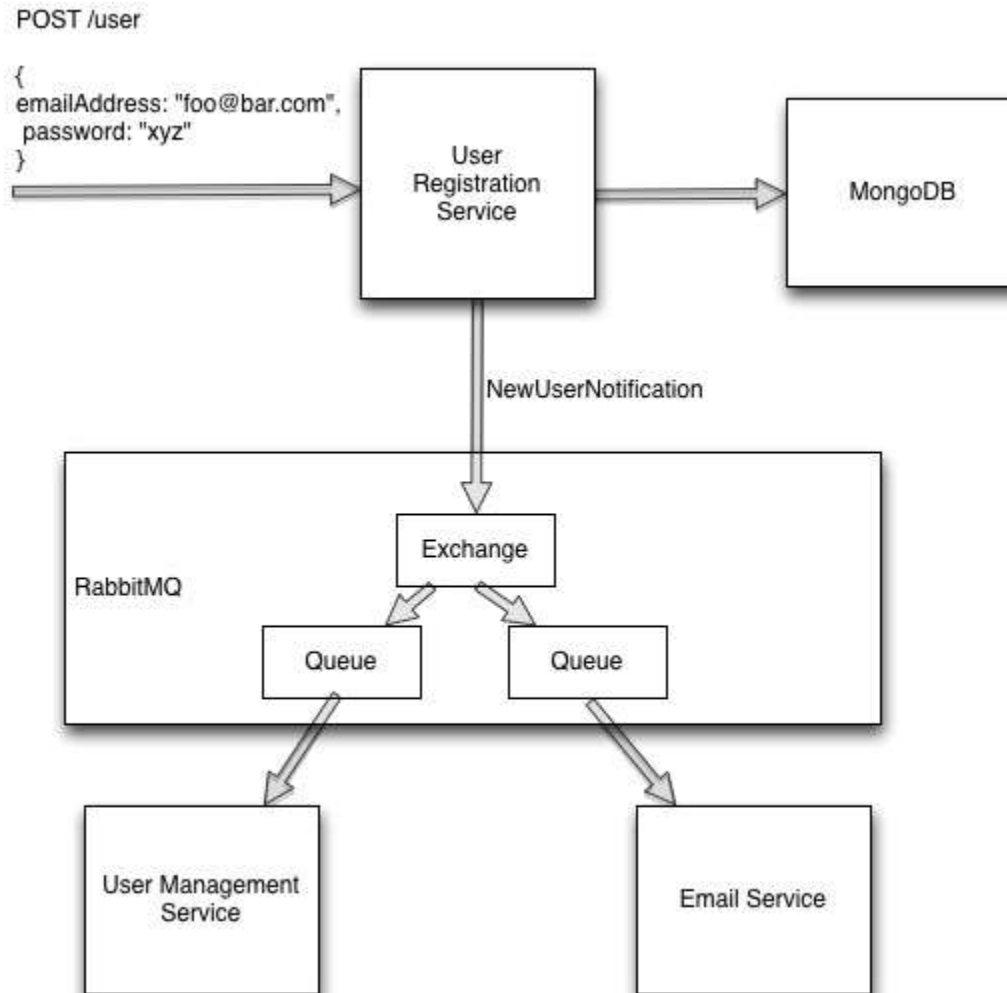 POST /user
{
emailAddress: "foo@bar.com",
password: "xyz"
}
User
Registration
Service
MongoDB
NewUserNotification
Exchange
RabbitMQ
Queue
Queue
User Management
Service
Email Service